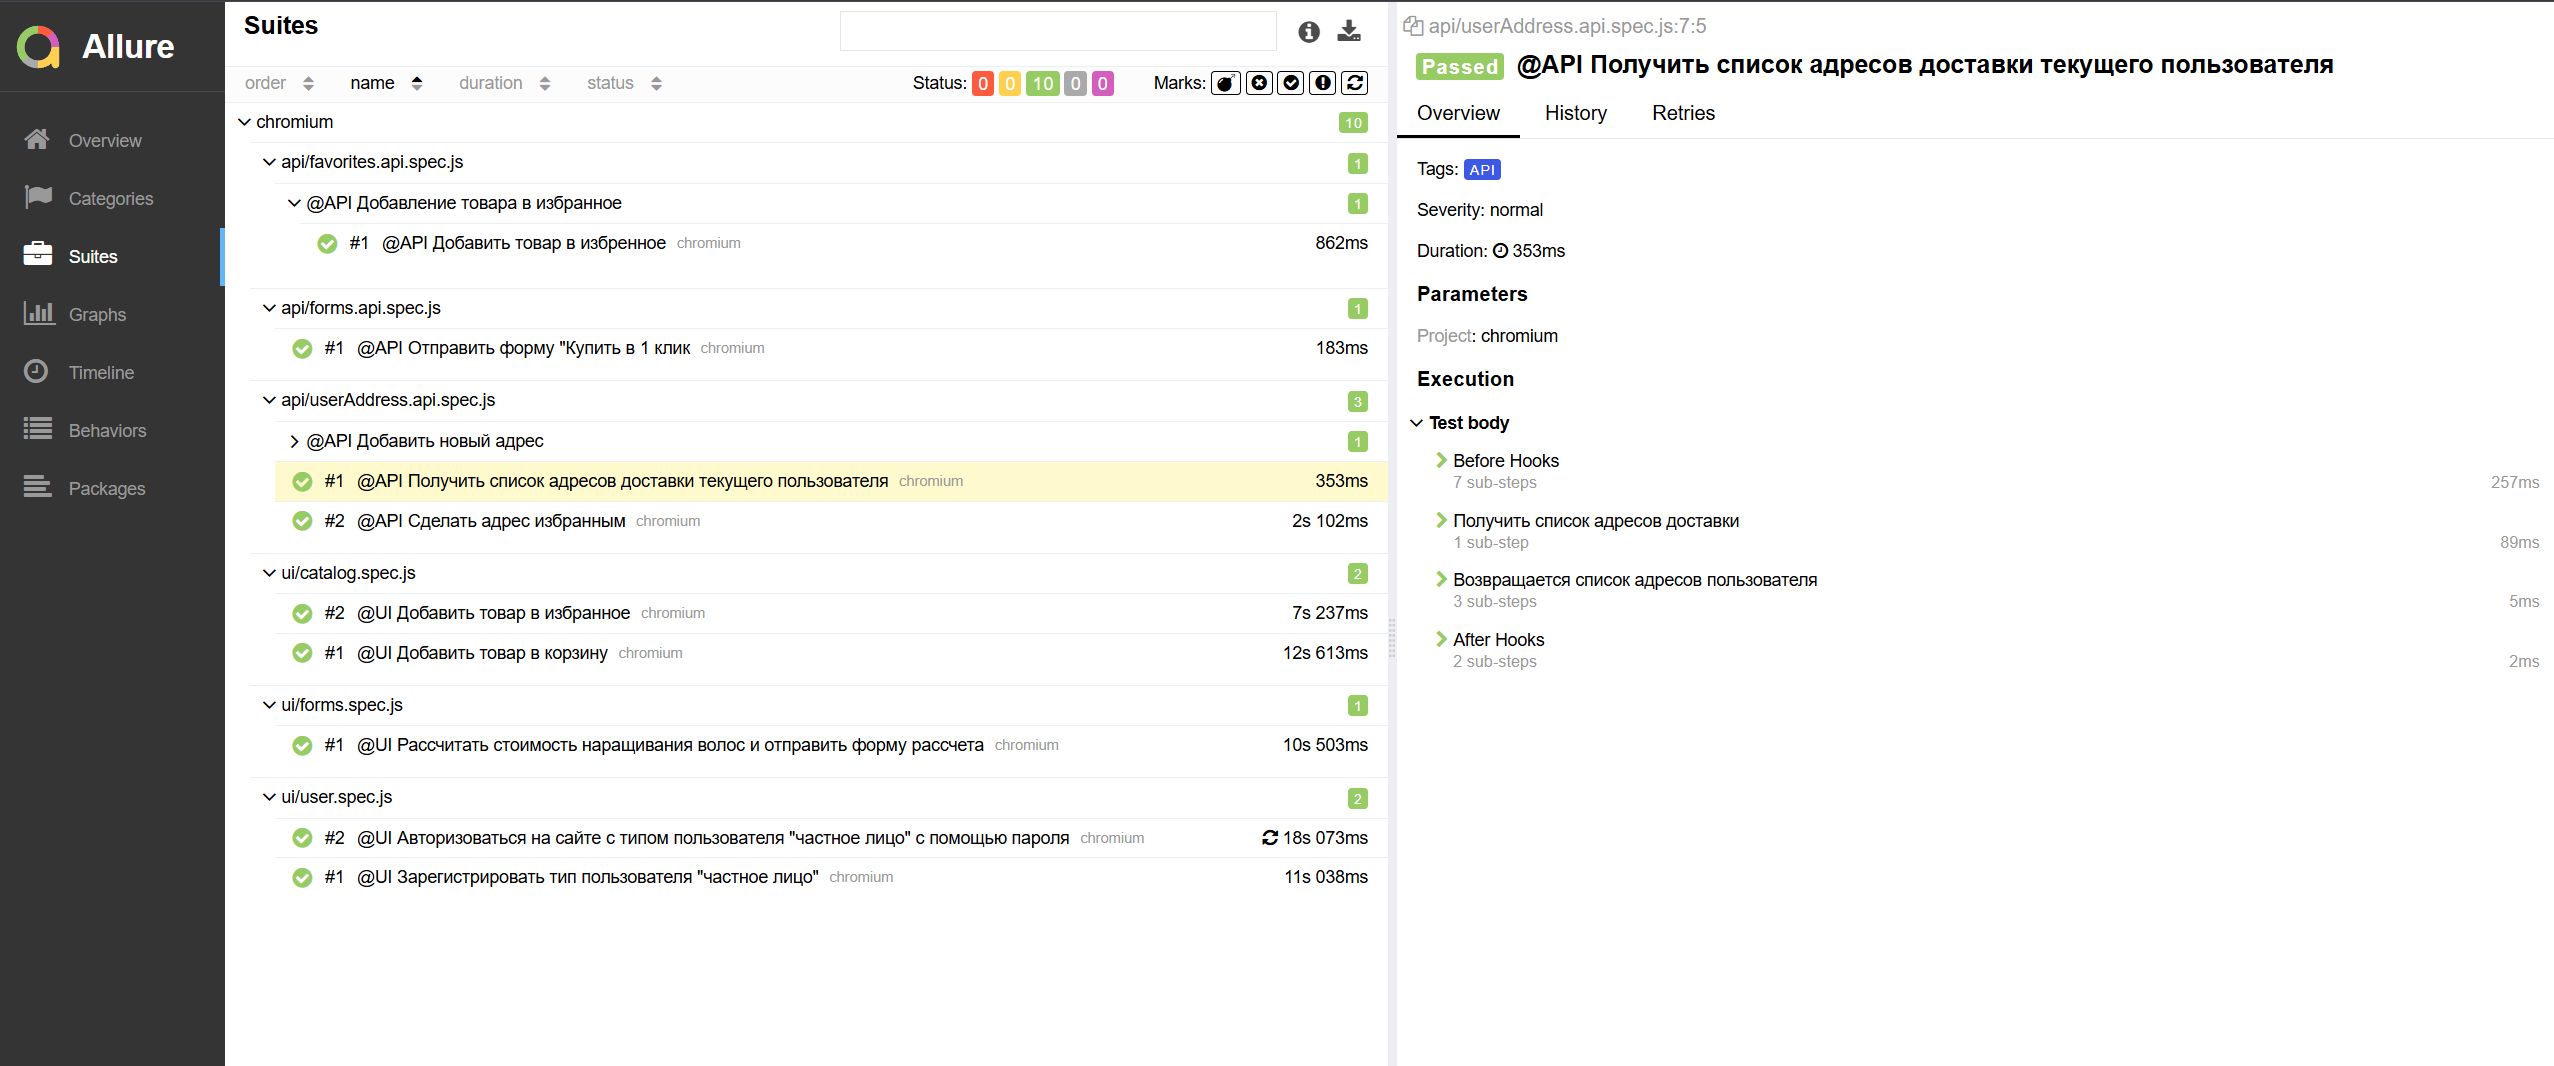 Allure
Overview
Categories
Suites
Graphs
Timeline
Behaviors
Packages
Suites
order name duration status Status: 0 0 10 0 0 Marks:
chromium 10
api/favorites.api.spec.js 1
@API Добавление товара в избранное 1
#1 @API Добавить товар в избренное chromium 862ms
api/forms.api.spec.js 1
#1 @API Отправить форму "Купить в 1 клик chromium 183ms
api/userAddress.api.spec.js 3
@API Добавить новый адрес 1
#1 @API Получить список адресов доставки текущего пользователя chromium 353ms
#2 @API Сделать адрес избранным chromium 2s 102ms
ui/catalog.spec.js 2
#2 @UI Добавить товар в избранное chromium 7s 237ms
#1 @UI Добавить товар в корзину chromium 12s 613ms
ui/forms.spec.js 1
#1 @UI Рассчитать стоимость наращивания волос и отправить форму рассчета chromium 10s 503ms
ui/user.spec.js 2
#2 @UI Авторизоваться на сайте с типом пользователя "частное лицо" с помощью пароля chromium 18s 073ms
#1 @UI Зарегистрировать тип пользователя "частное лицо" chromium 11s 038ms
api/userAddress.api.spec.js:7:5
Passed @API Получить список адресов доставки текущего пользователя
Overview History Retries
Tags: API
Severity: normal
Duration: 353ms
Parameters
Project: chromium
Execution
Test body
Before Hooks
7 sub-steps 257ms
Получить список адресов доставки
1 sub-step 89ms
Возвращается список адресов пользователя
3 sub-steps 5ms
After Hooks
2 sub-steps 2ms